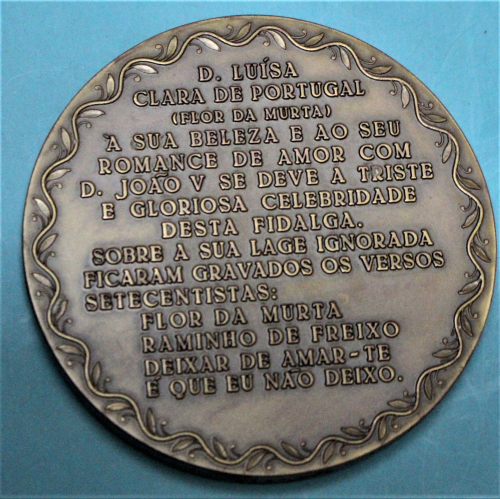 D. LUÍSA
CLARA DE PORTUGAL
(FLOR DA MURTA)
À SUA BELEZA E AO SEU
ROMANCE DE AMOR COM
D. JOÃO V SE DEVE A TRISTE
E GLORIOSA CELEBRIDADE
DESTA FIDALGA.
SOBRE A SUA LAGE IGNORADA
FICARAM GRAVADOS OS VERSOS
SETECENTISTAS:
FLOR DA MURTA
RAMINHO DE FREIXO
DEIXAR DE AMAR-TE
É QUE EU NÃO DEIXO.